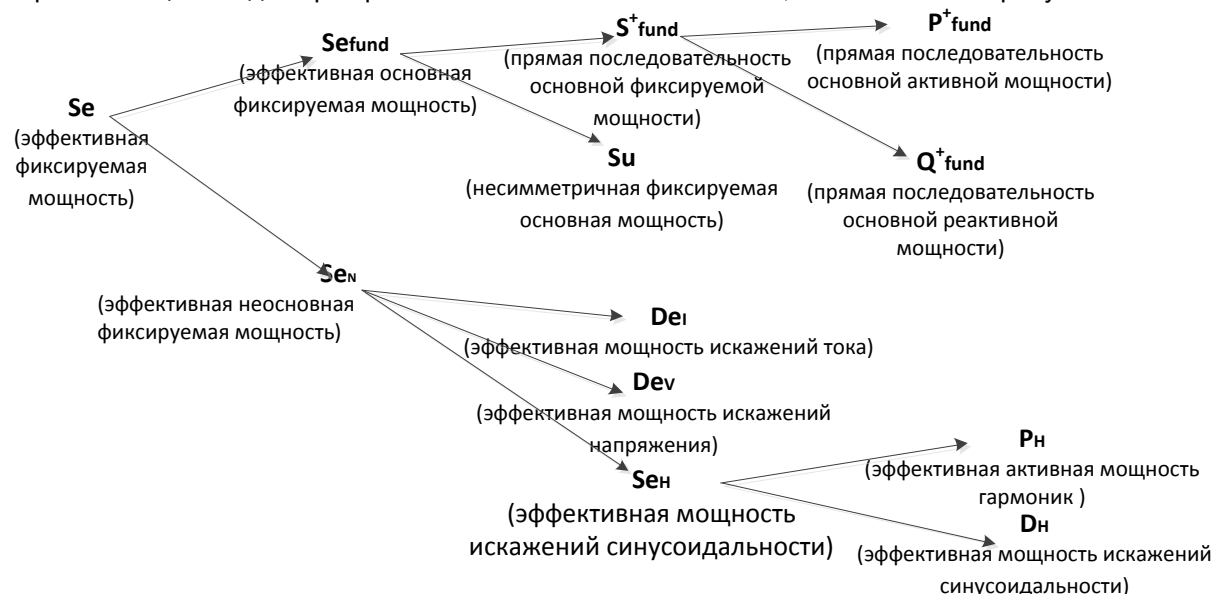 Sefund
(эффективная основная
фиксируемая мощность)
S+fund
(прямая последовательность
основной фиксируемой
мощности)
P+fund
(прямая последовательность
основной активной мощности)
Se
(эффективная
фиксируемая
мощность)
Su
(несимметричная фиксируемая
основная мощность)
Q+fund
(прямая последовательность
основной реактивной
мощности)
SeN
(эффективная неосновная
фиксируемая мощность)
DeI
(эффективная мощность искажений тока)
DeV
(эффективная мощность искажений
напряжения)
SeH
(эффективная мощность
искажений синусоидальности)
PH
(эффективная активная мощность
гармоник )
DH
(эффективная мощность искажений
синусоидальности)